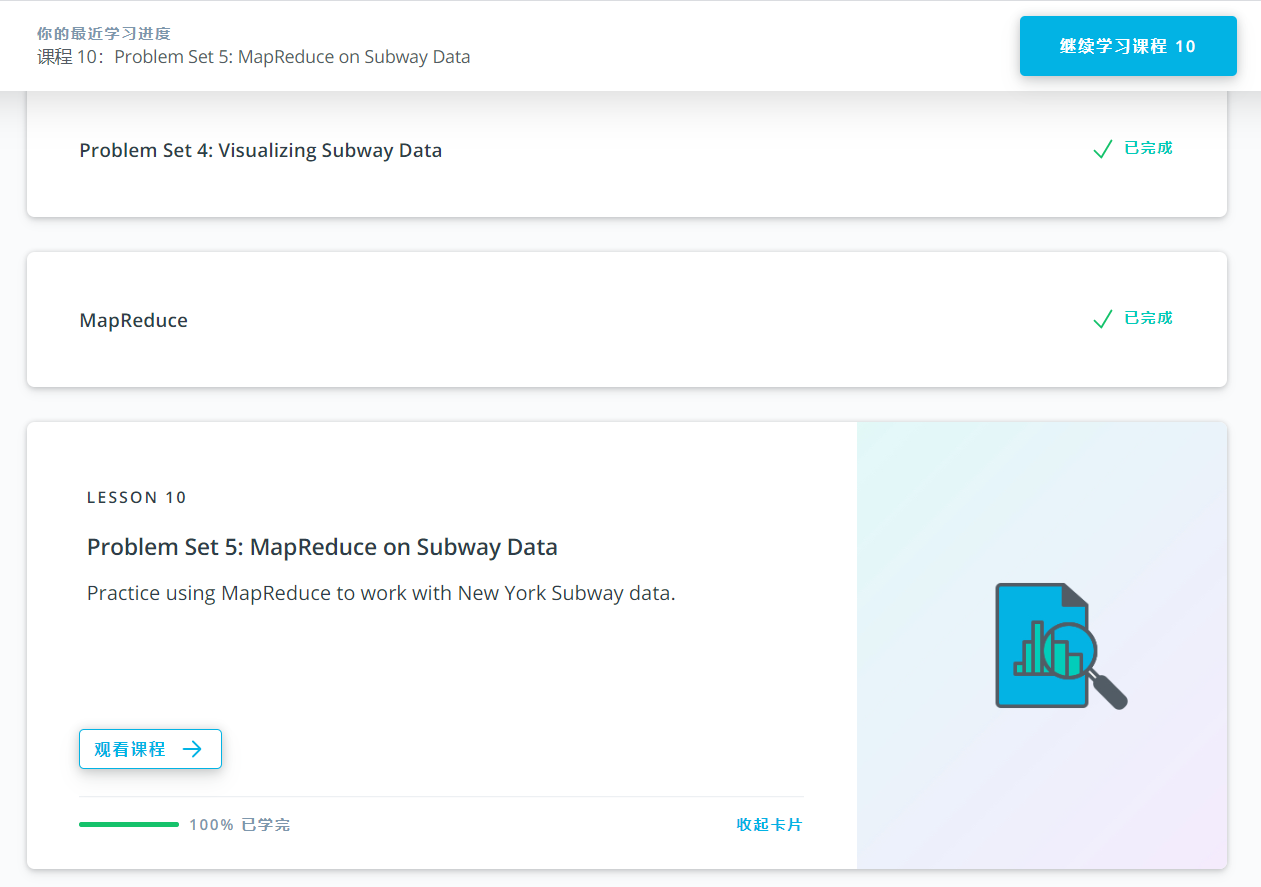 你的最近学习进度
课程 10：Problem Set 5: MapReduce on Subway Data
继续学习课程 10
Problem Set 4: Visualizing Subway Data
已完成
MapReduce
已完成
LESSON 10
Problem Set 5: MapReduce on Subway Data
Practice using MapReduce to work with New York Subway data.
观看课程
100% 已学完
收起卡片